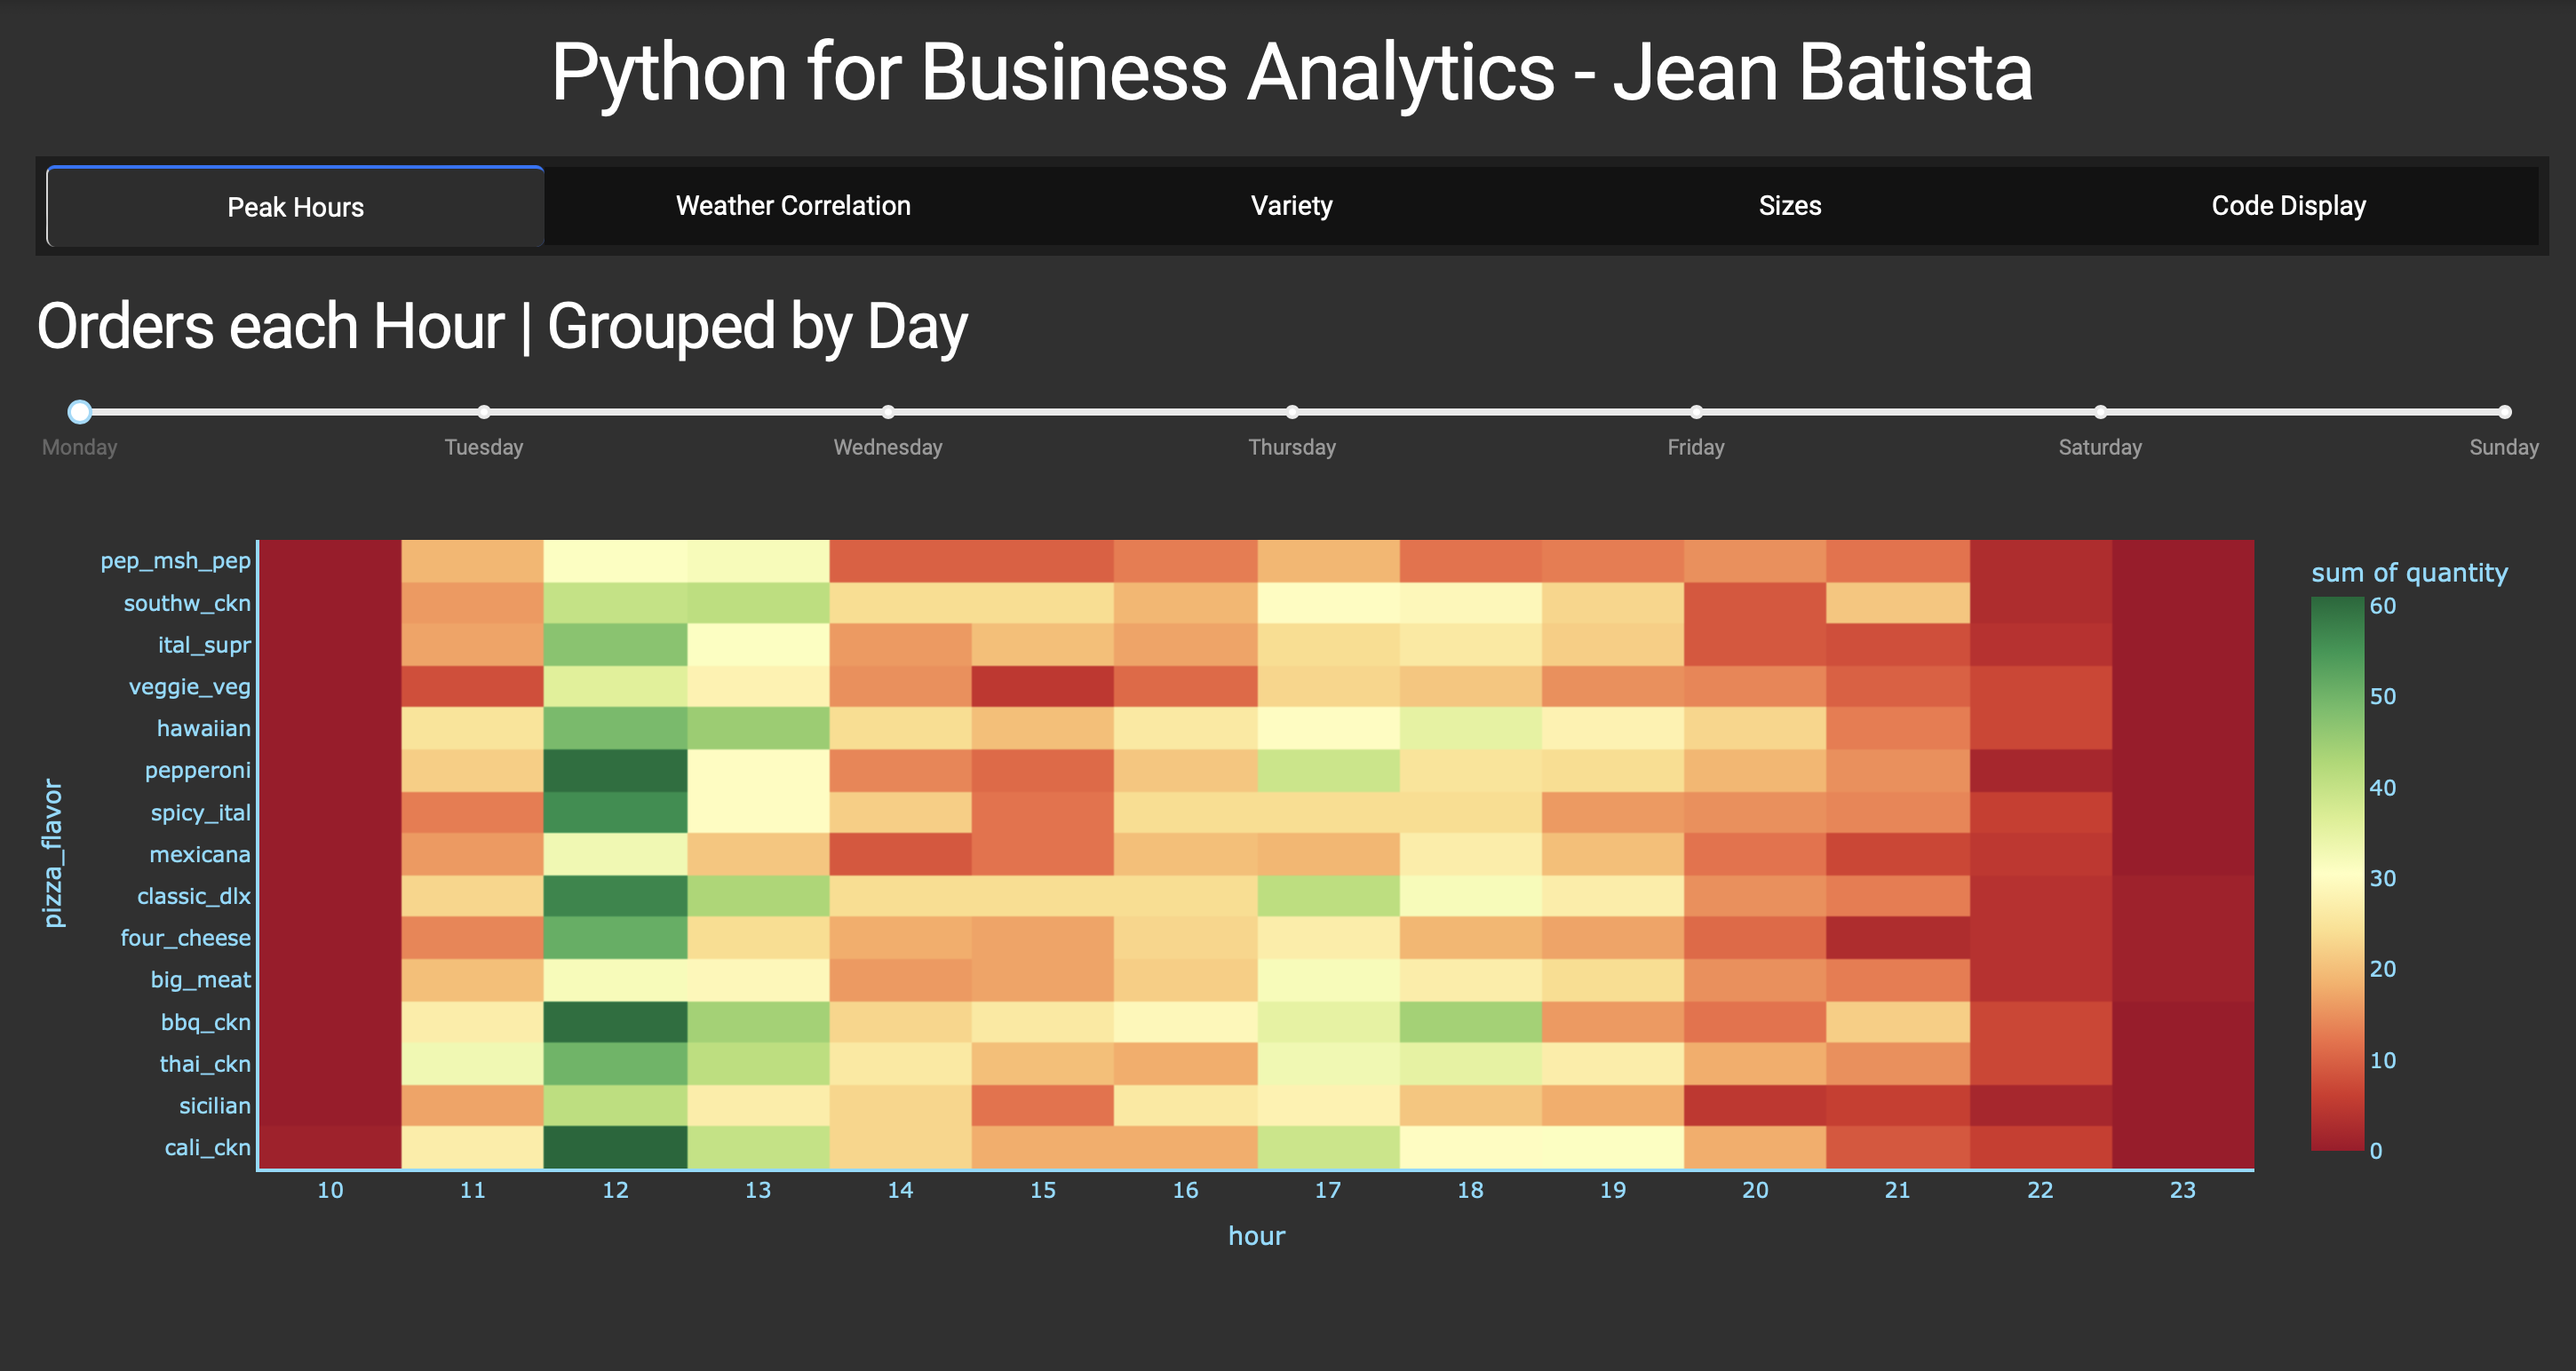 Python for Business Analytics - Jean Batista
Peak Hours
Weather Correlation
Variety
Sizes
Code Display
Orders each Hour | Grouped by Day
Monday
Tuesday
Wednesday
Thursday
Friday
Saturday
Sunday
pizza_flavor
pep_msh_pep
southw_ckn
ital_supr
veggie_veg
hawaiian
pepperoni
spicy_ital
mexicana
classic_dlx
four_cheese
big_meat
bbq_ckn
thai_ckn
sicilian
cali_ckn
10 11 12 13 14 15 16 17 18 19 20 21 22 23
hour
sum of quantity
60
50
40
30
20
10
0